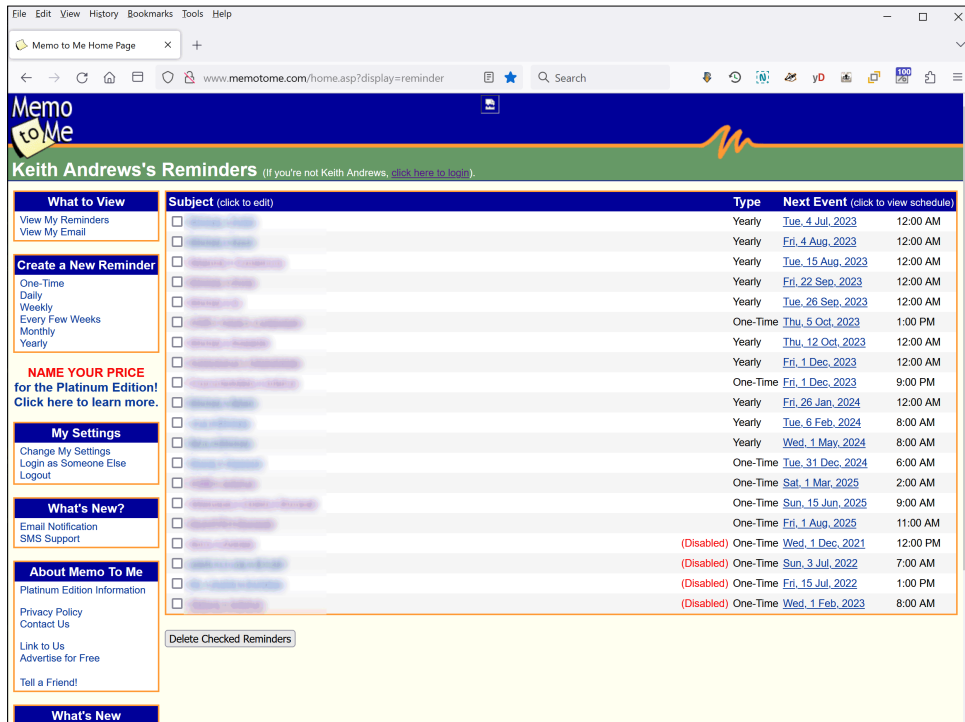 File Edit View History Bookmarks Tools Help
Memo to Me Home Page
www.memotome.com/home.asp?display=reminder
Search
yD
100
Memo
to Me
Keith Andrews's Reminders (If you're not Keith Andrews, click here to login).
What to View
View My Reminders
View My Email
Create a New Reminder
One-Time
Daily
Weekly
Every Few Weeks
Monthly
Yearly
NAME YOUR PRICE
for the Platinum Edition!
Click here to learn more.
My Settings
Change My Settings
Login as Someone Else
Logout
What's New?
Email Notification
SMS Support
About Memo To Me
Platinum Edition Information
Privacy Policy
Contact Us
Link to Us
Advertise for Free
Tell a Friend!
What's New
Subject (click to edit) Type Next Event (click to view schedule)
Yearly Tue, 4 Jul, 2023 12:00 AM
Yearly Fri, 4 Aug, 2023 12:00 AM
Yearly Tue, 15 Aug, 2023 12:00 AM
Yearly Fri, 22 Sep, 2023 12:00 AM
Yearly Tue, 26 Sep, 2023 12:00 AM
One-Time Thu, 5 Oct, 2023 1:00 PM
Yearly Thu, 12 Oct, 2023 12:00 AM
Yearly Fri, 1 Dec, 2023 12:00 AM
One-Time Fri, 1 Dec, 2023 9:00 PM
Yearly Fri, 26 Jan, 2024 12:00 AM
Yearly Tue, 6 Feb, 2024 8:00 AM
Yearly Wed, 1 May, 2024 8:00 AM
One-Time Tue, 31 Dec, 2024 6:00 AM
One-Time Sat, 1 Mar, 2025 2:00 AM
One-Time Sun, 15 Jun, 2025 9:00 AM
One-Time Fri, 1 Aug, 2025 11:00 AM
(Disabled) One-Time Wed, 1 Dec, 2021 12:00 PM
(Disabled) One-Time Sun, 3 Jul, 2022 7:00 AM
(Disabled) One-Time Fri, 15 Jul, 2022 1:00 PM
(Disabled) One-Time Wed, 1 Feb, 2023 8:00 AM
Delete Checked Reminders